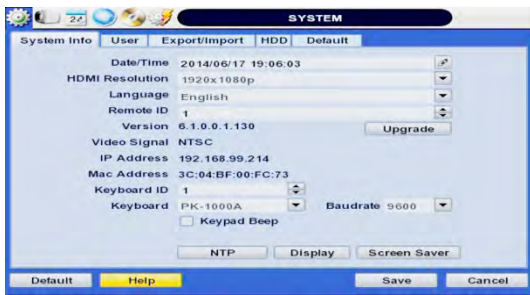 24
SYSTEM
System Info User Export/Import HDD Default
Date/Time 2014/06/17 19:06:03
HDMI Resolution 1920x1080p
Language English
Remote ID 1
Version 6.1.0.0.1.130 Upgrade
Video Signal NTSC
IP Address 192.168.99.214
Mac Address 3C:04:BF:00:FC:73
Keyboard ID 1
Keyboard PK-1000A Baudrate 9600
Keypad Beep
NTP Display Screen Saver
Default Help Save Cancel